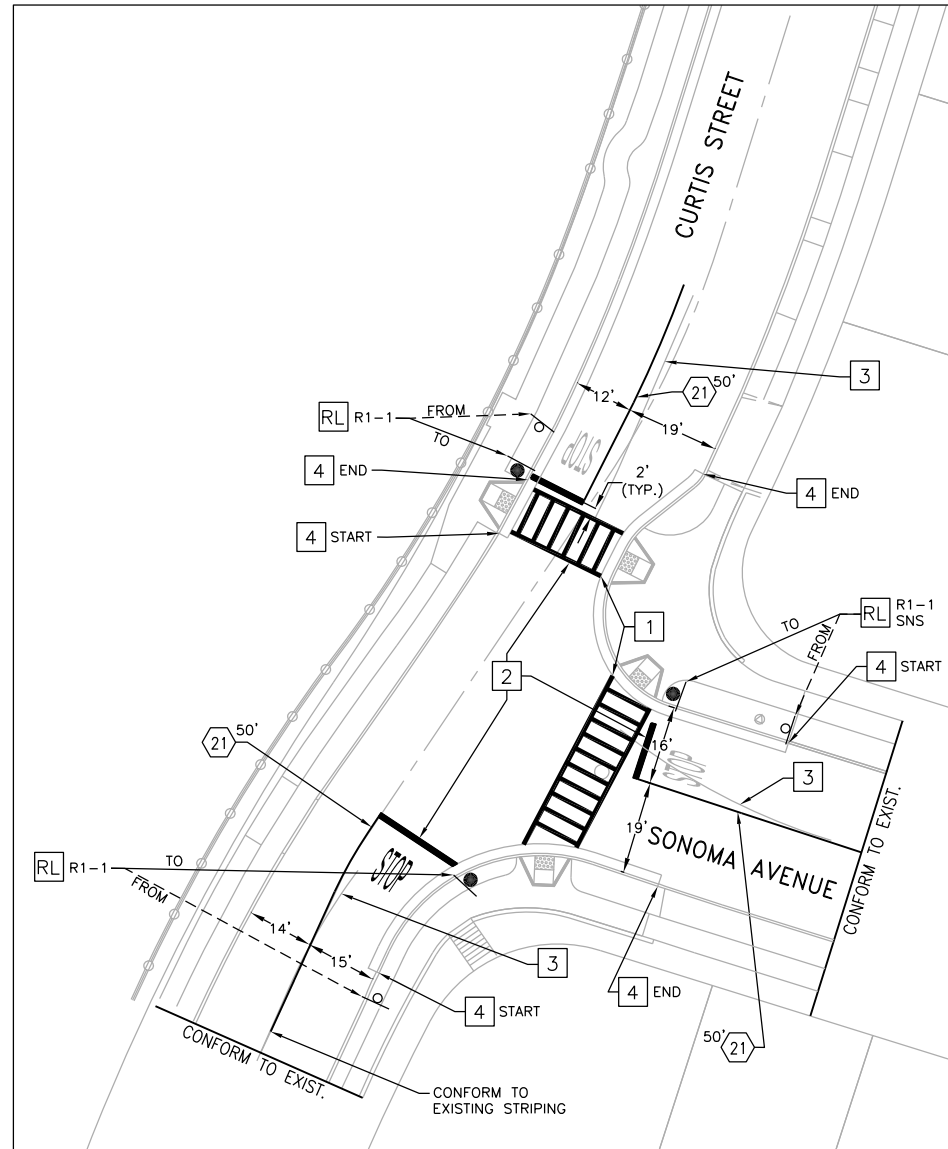 CURTIS STREET
3
21 50'
12'
19'
RL R1-1
FROM
TO
STOP
4 END
2'
(TYP.)
4 END
4 START
1
RL R1-1
SNS
TO
FROM
4 START
2
21 50'
16'
STOP
3
19'
SONOMA AVENUE
CONFORM TO EXIST.
RL R1-1
TO
FROM
STOP
14'
15'
3
4 START
4 END
50' 21
CONFORM TO EXIST.
CONFORM TO
EXISTING STRIPING